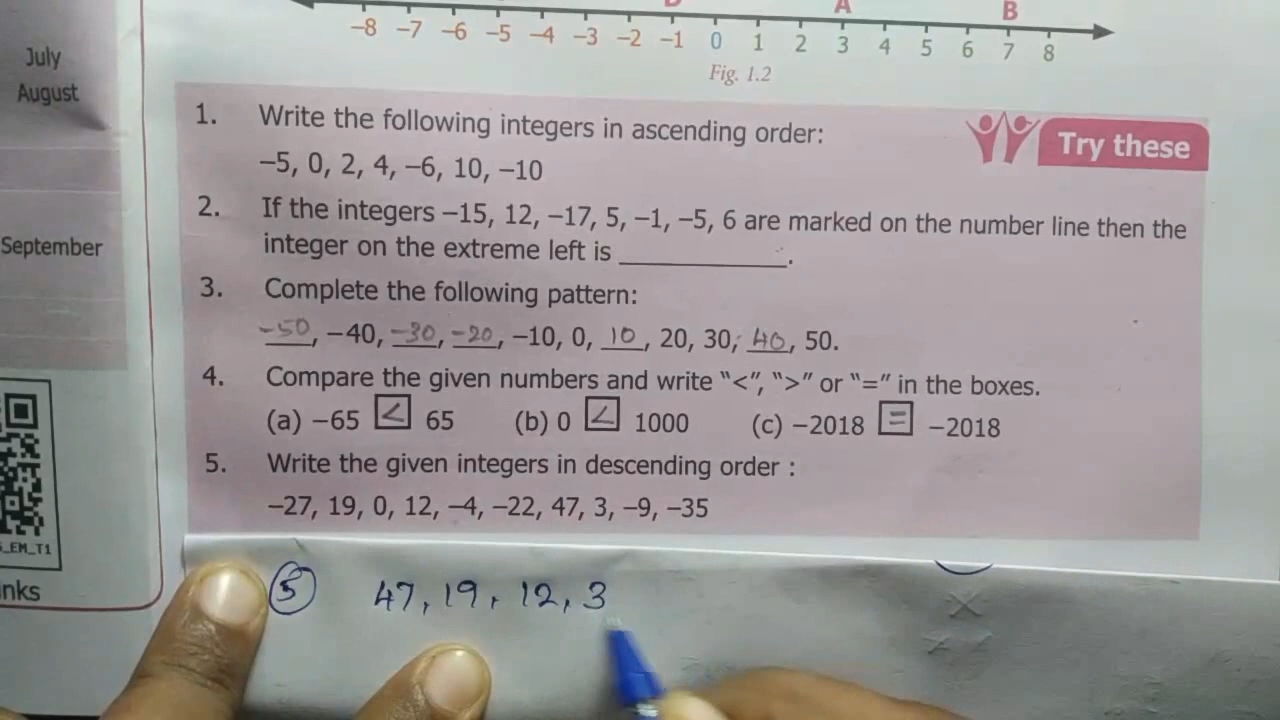 July
August
September
_EM_T1
nks
A
B
–8 –7 –6 –5 –4 –3 –2 –1 0 1 2 3 4 5 6 7 8
Fig. 1.2
Try these
1. Write the following integers in ascending order:
–5, 0, 2, 4, –6, 10, –10
2. If the integers –15, 12, –17, 5, –1, –5, 6 are marked on the number line then the
integer on the extreme left is ____________.
3. Complete the following pattern:
-50, –40, -30, -20, –10, 0, 10, 20, 30, 40, 50.
4. Compare the given numbers and write “<”, “>” or “=” in the boxes.
(a) –65 < 65 (b) 0 < 1000 (c) –2018 = –2018
5. Write the given integers in descending order :
–27, 19, 0, 12, –4, –22, 47, 3, –9, –35
5 47, 19, 12, 3